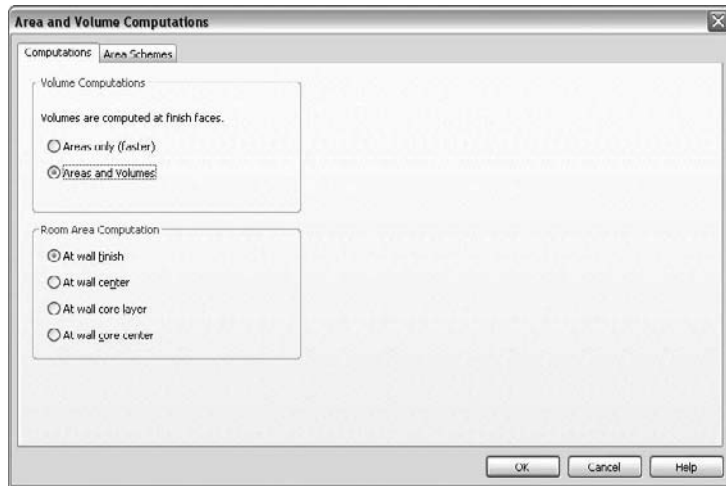 Area and Volume Computations
Computations Area Schemes
Volume Computations
Volumes are computed at finish faces.
Areas only (faster)
Areas and Volumes
Room Area Computation
At wall finish
At wall center
At wall core layer
At wall core center
OK Cancel Help